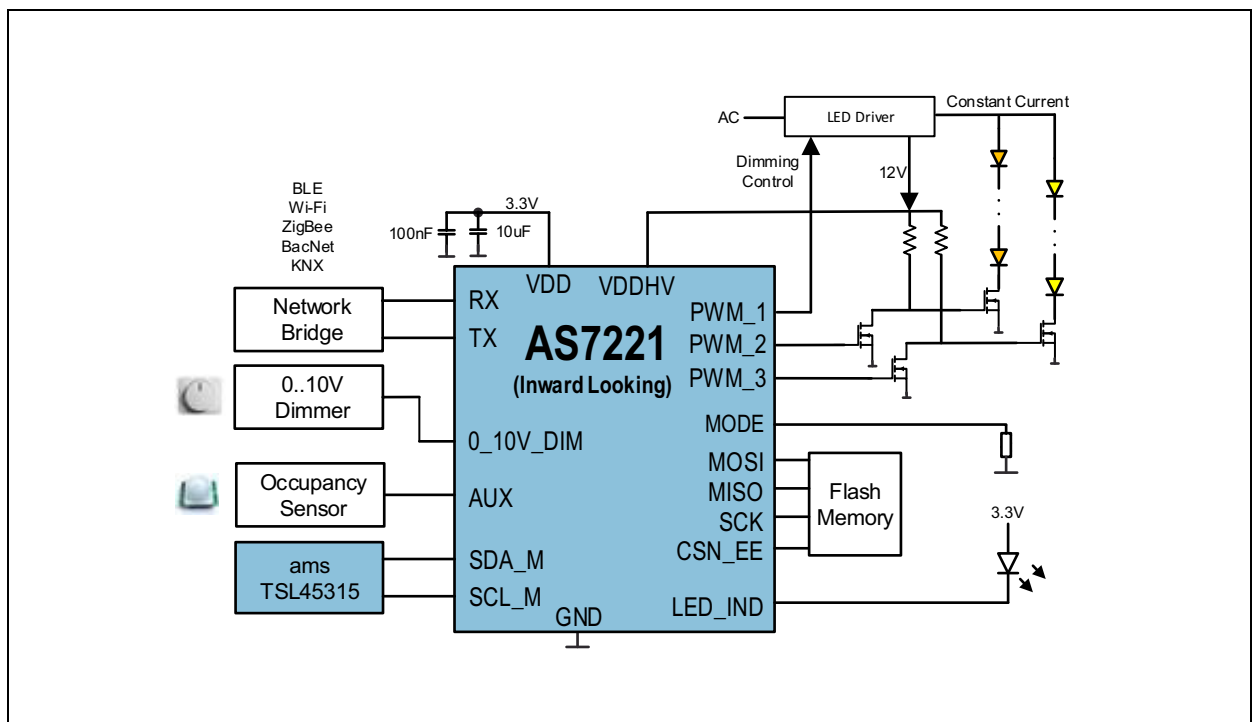 Constant Current
AC
LED Driver
Dimming
Control
12V
BLE
Wi-Fi
ZigBee
BacNet
KNX
3.3V
100nF
10uF
VDD
VDDHV
Network
Bridge
RX
TX
AS7221
(Inward Looking)
PWM_1
PWM_2
PWM_3
0..10V
Dimmer
0_10V_DIM
MODE
Occupancy
Sensor
AUX
MOSI
MISO
SCK
CSN_EE
Flash
Memory
3.3V
ams
TSL45315
SDA_M
SCL_M
GND
LED_IND